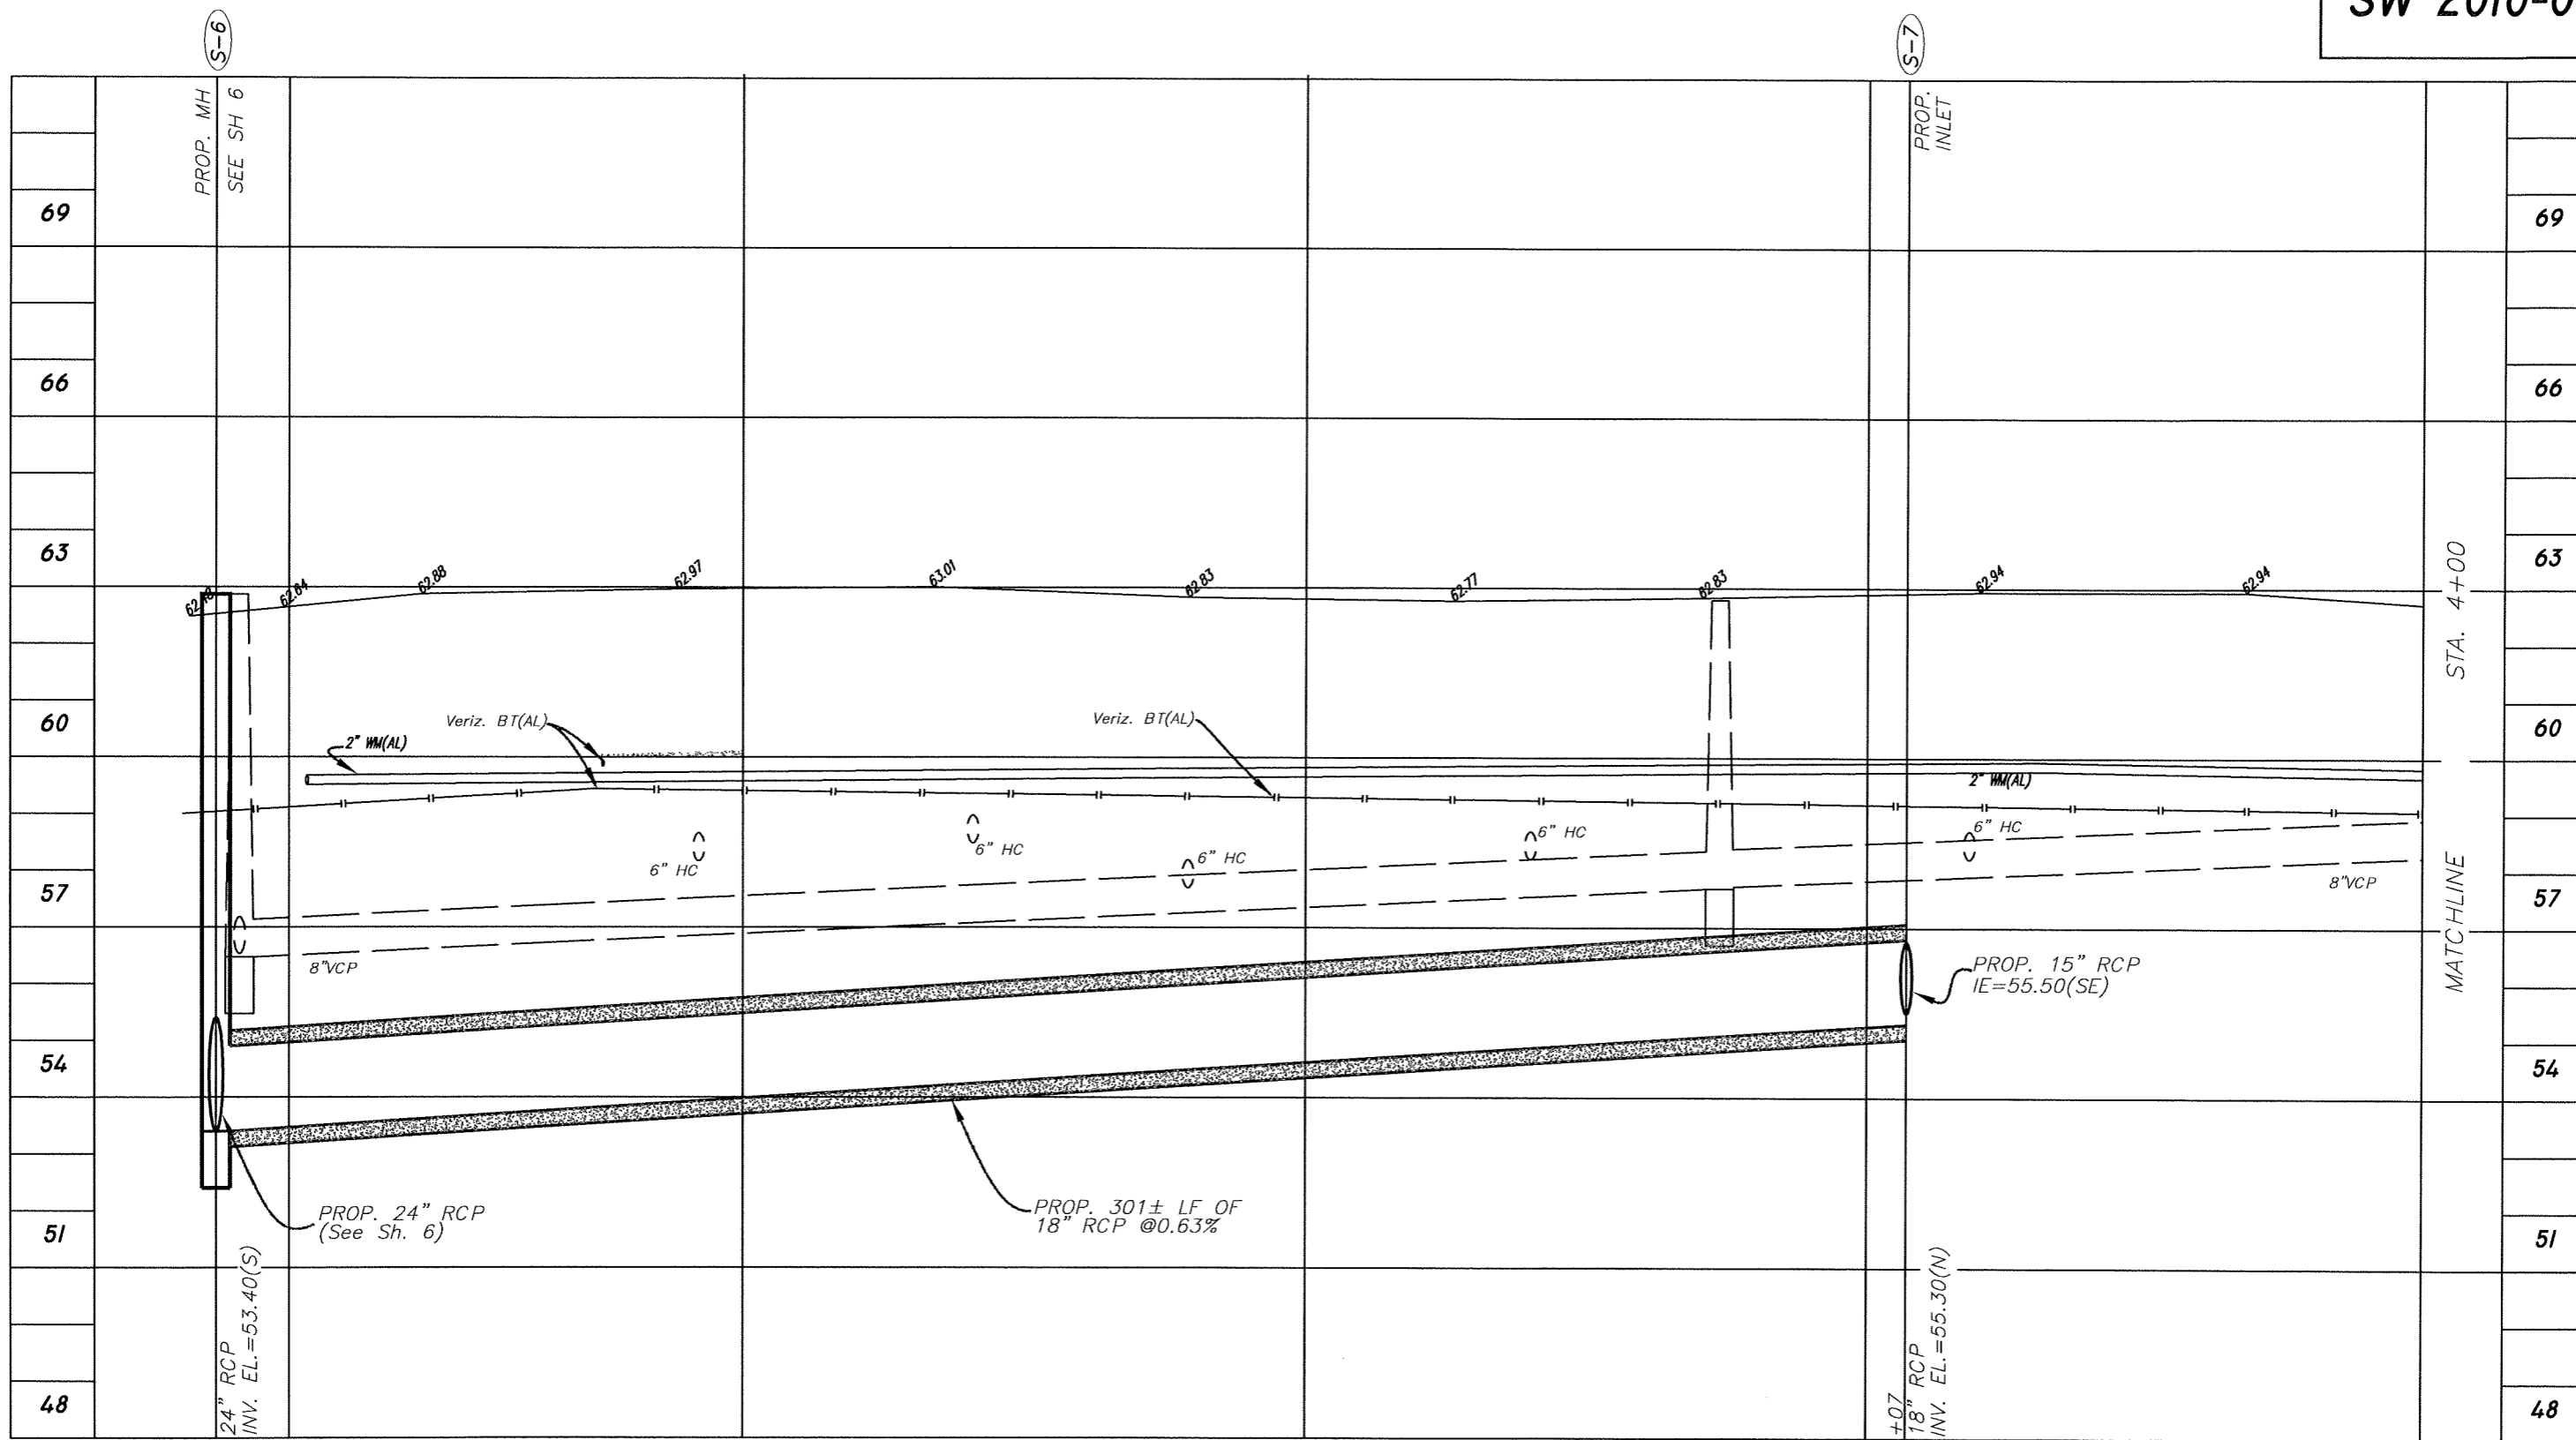 S-6
S-7
PROP. MH
SEE SH 6
PROP.
INLET
69
69
66
66
63
63
62.64
62.88
62.97
63.01
62.83
62.77
62.83
62.94
62.94
STA. 4+00
60
60
Veriz. BT(AL)
Veriz. BT(AL)
2" WM(AL)
2" WM(AL)
6" HC
6" HC
6" HC
6" HC
6" HC
57
57
8"VCP
8"VCP
MATCHLINE
PROP. 15" RCP
IE=55.50(SE)
54
54
PROP. 24" RCP
(See Sh. 6)
PROP. 301± LF OF
18" RCP @0.63%
51
51
24" RCP
INV. EL.=53.40(S)
+07
18" RCP
INV. EL.=55.30(N)
48
48